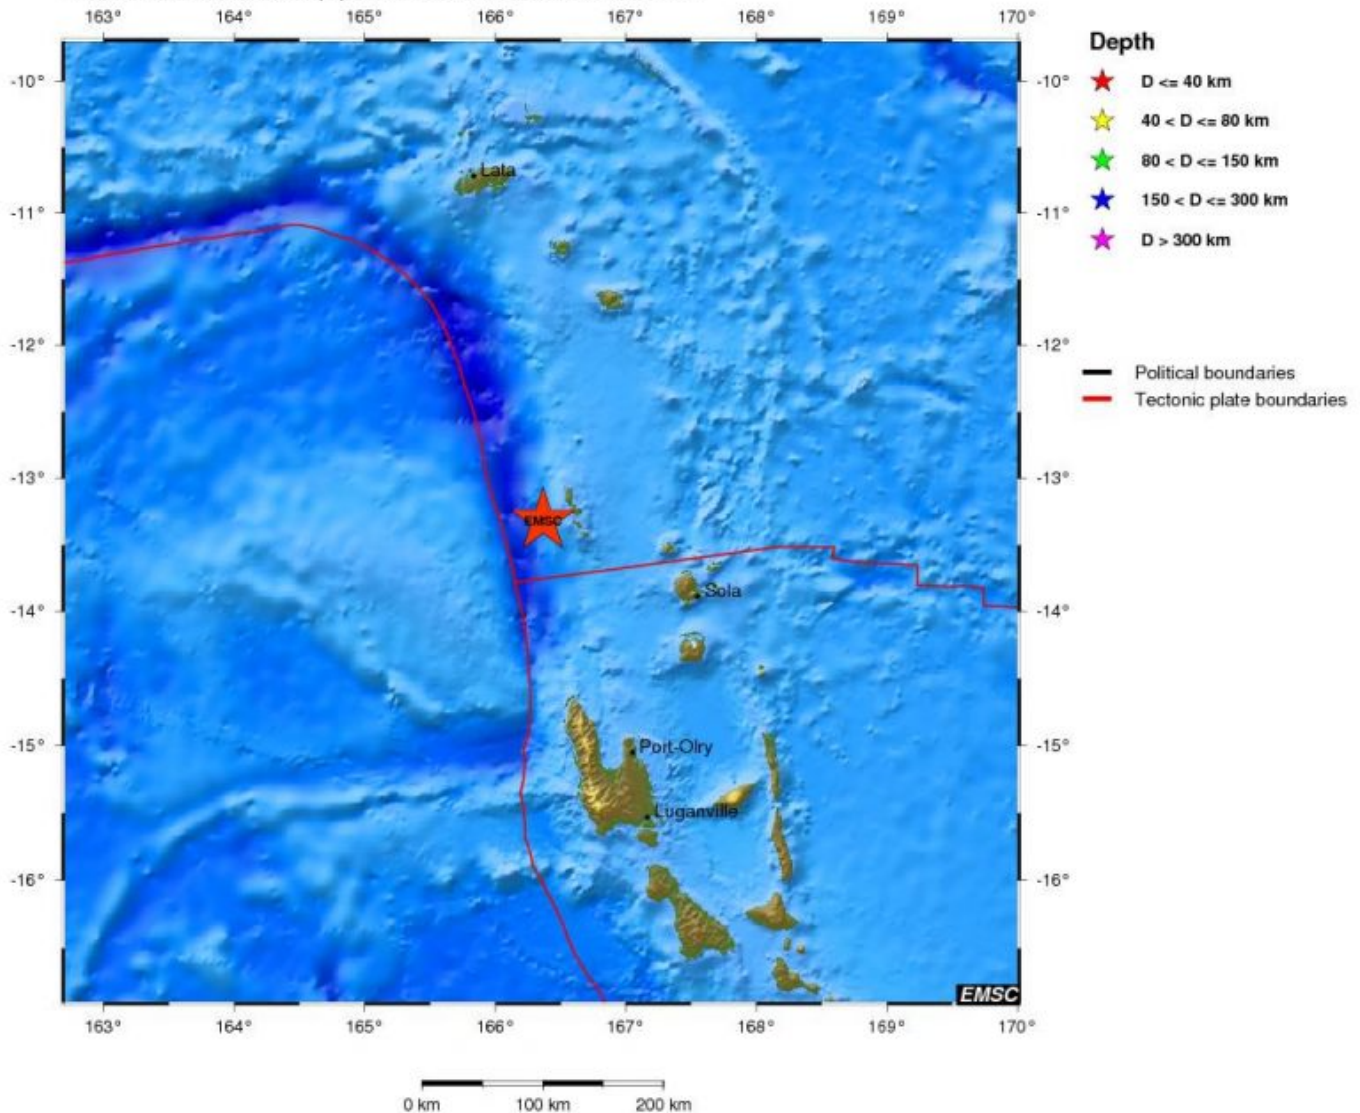 163° 164° 165° 166° 167° 168° 169° 170°
Depth
D <= 40 km
40 < D <= 80 km
80 < D <= 150 km
150 < D <= 300 km
D > 300 km
Political boundaries
Tectonic plate boundaries
-10° -10°
Lata
-11° -11°
-12° -12°
-13° -13°
EMSC
Sola
-14° -14°
Port-Olry
-15° -15°
Luganville
-16° -16°
EMSC
163° 164° 165° 166° 167° 168° 169° 170°
0 km 100 km 200 km